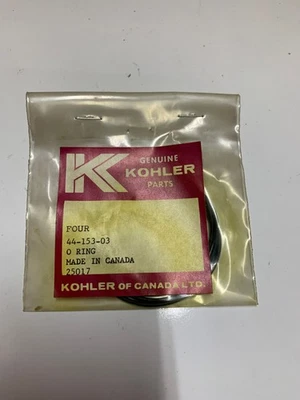 GENUINE
KOHLER
PARTS
FOUR
44-153-03
O RING
MADE IN CANADA
25017
KOHLER OF CANADA LTD.